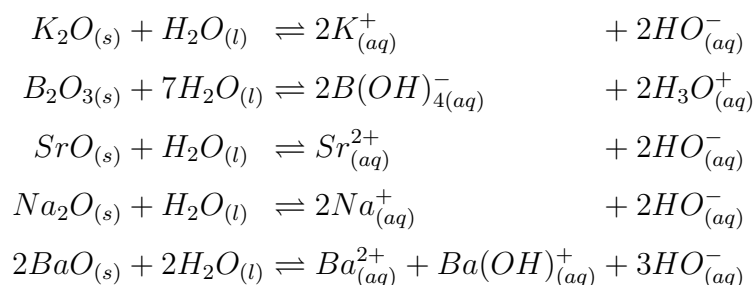 K₂O₍ₛ₎ + H₂O₍ₗ₎ ⇌ 2K⁺₍aq₎ + 2HO⁻₍aq₎
B₂O₃₍ₛ₎ + 7H₂O₍ₗ₎ ⇌ 2B(OH)⁻₄₍aq₎ + 2H₃O⁺₍aq₎
SrO₍ₛ₎ + H₂O₍ₗ₎ ⇌ Sr²⁺₍aq₎ + 2HO⁻₍aq₎
Na₂O₍ₛ₎ + H₂O₍ₗ₎ ⇌ 2Na⁺₍aq₎ + 2HO⁻₍aq₎
2BaO₍ₛ₎ + 2H₂O₍ₗ₎ ⇌ Ba²⁺₍aq₎ + Ba(OH)⁺₍aq₎ + 3HO⁻₍aq₎